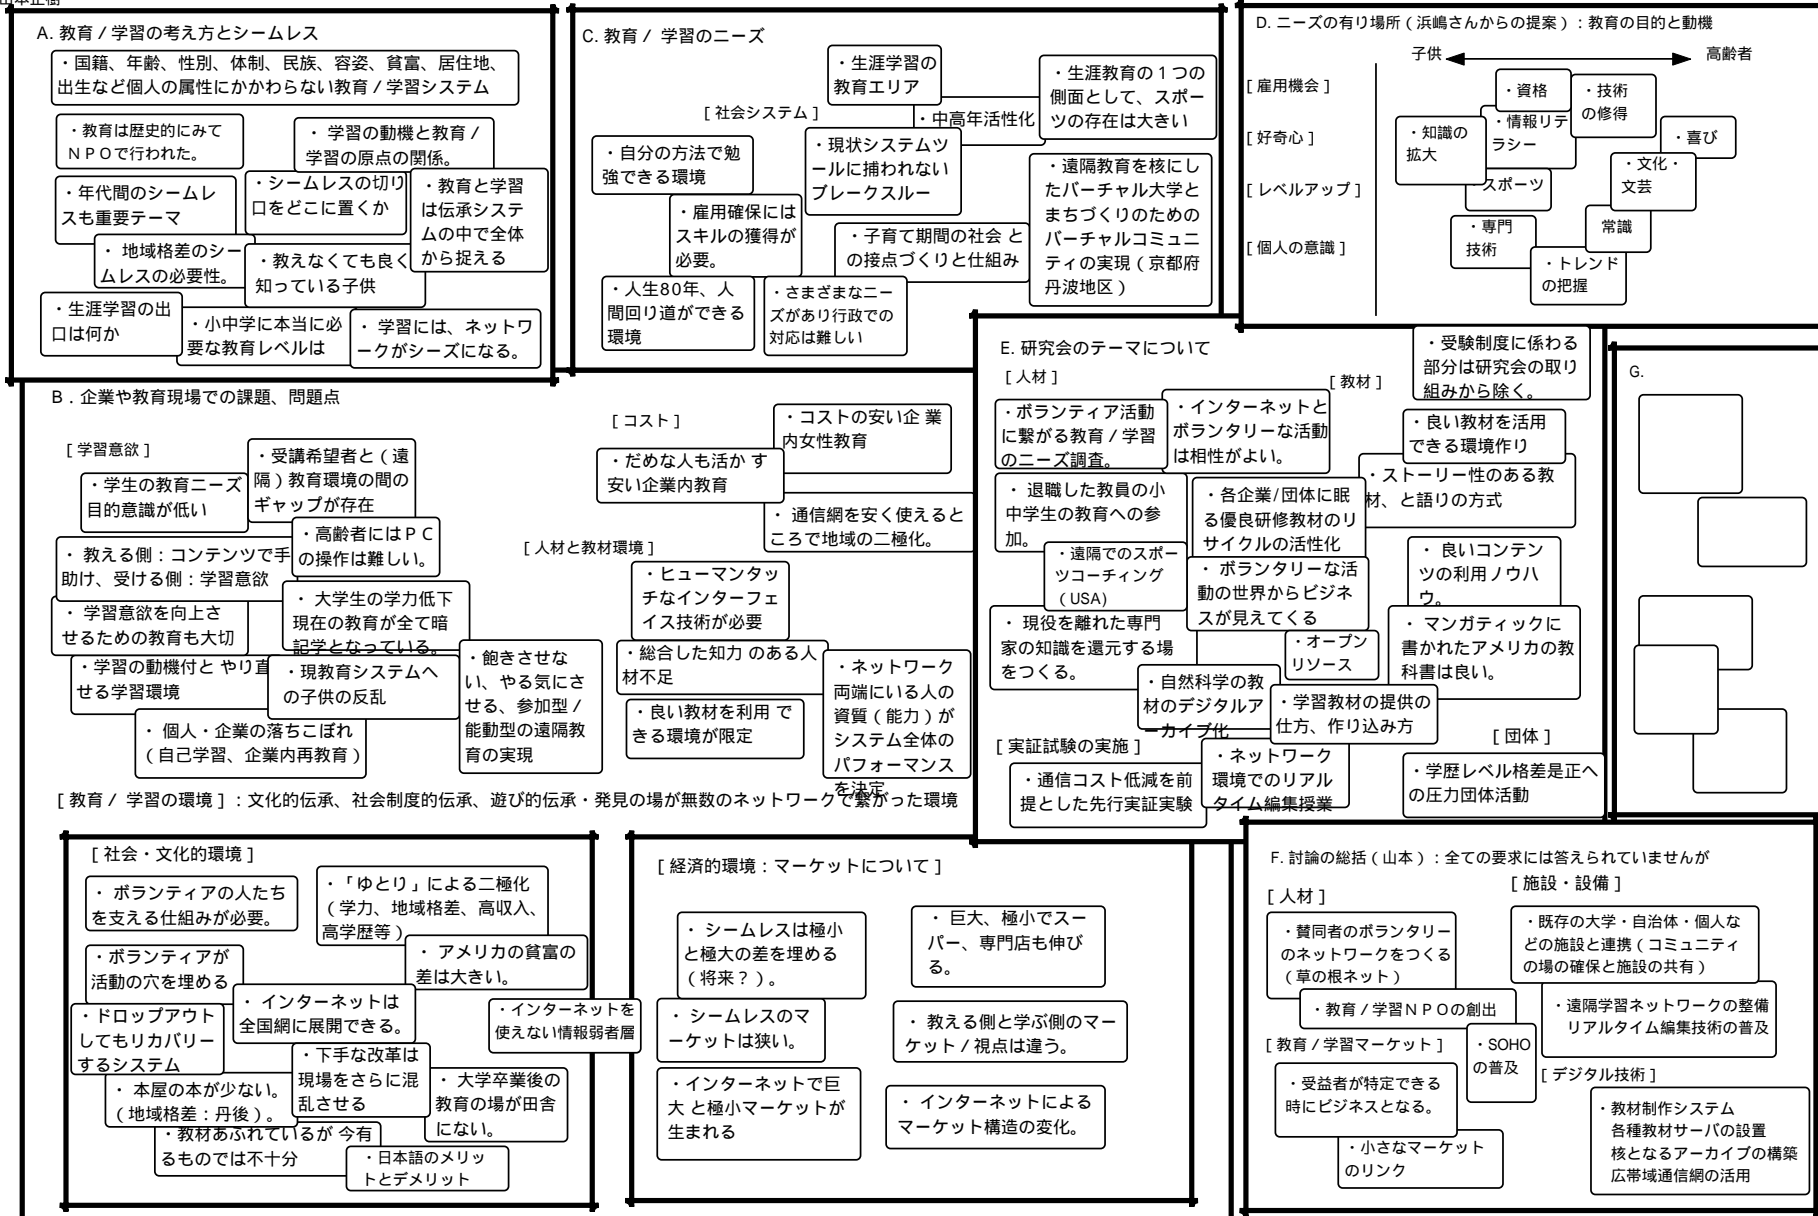 A. 教育 / 学習の考え方とシームレス
・国籍、年齢、性別、体制、民族、容姿、貧富、居住地、
出生など個人の属性にかかわらない教育 / 学習システム
・教育は歴史的にみて
ＮＰＯで行われた。
・ 学習の動機と教育 /
学習の原点の関係。
・年代間のシームレ
スも重要テーマ
・シームレスの切り
口をどこに置くか
・教育と学習
は伝承システ
ムの中で全体
から捉える
・ 地域格差のシー
ムレスの必要性。
・教えなくても良く
知っている子供
・生涯学習の出
口は何か
・小中学に本当に必
要な教育レベルは
・ 学習には、ネットワ
ークがシーズになる。
C. 教育 / 学習のニーズ
・生涯学習の
教育エリア
[ 社会システム ]
・中高年活性化
・生涯教育の１つの
側面として、スポー
ツの存在は大きい
・自分の方法で勉
強できる環境
・現状システムツ
ールに捕われない
ブレークスルー
・雇用確保には
スキルの獲得が
必要。
・子育て期間の社会 と
の接点づくりと仕組み
・遠隔教育を核にし
たバーチャル大学と
まちづくりのための
バーチャルコミュニ
ティの実現（京都府
丹波地区）
・人生80年、人
間回り道ができる
環境
・さまざまなニー
ズがあり行政での
対応は難しい
D. ニーズの有り場所（浜嶋さんからの提案）: 教育の目的と動機
子供
高齢者
[ 雇用機会 ]
[ 好奇心 ]
[ レベルアップ ]
[ 個人の意識 ]
・資格
・技術
の修得
・知識の
拡大
・情報リテ
ラシー
・喜び
スポーツ
・文化・
文芸
・専門
技術
常識
・トレンド
の把握
B . 企業や教育現場での課題、問題点
[ 学習意欲 ]
・学生の教育ニーズ
目的意識が低い
・受講希望者と（遠
隔）教育環境の間の
ギャップが存在
・高齢者にはＰＣ
の操作は難しい。
・ 教える側 : コンテンツで手
助け、受ける側 : 学習意欲
・ 学習意欲を向上さ
せるための教育も大切
・ 大学生の学力低下
現在の教育が全て暗
記学となっている。
・学習の動機付と やり直
せる学習環境
・現教育システムへ
の子供の反乱
・ 個人・企業の落ちこぼれ
（自己学習、企業内再教育）
・飽きさせな
い、やる気にさ
せる、参加型 /
能動型の遠隔教
育の実現
[ コスト ]
・コストの安い企 業
内女性教育
・だめな人も活か す
安い企業内教育
・ 通信網を安く使えると
ころで地域の二極化。
[ 人材と教材環境 ]
・ヒューマンタッ
チなインターフェ
イス技術が必要
・総合した知力 のある人
材不足
・良い教材を利用 で
きる環境が限定
・ネットワーク
両端にいる人の
資質（能力）が
システム全体の
パフォーマンス
を決定
[ 教育 / 学習の環境 ] : 文化的伝承、社会制度的伝承、遊び的伝承・発見の場が無数のネットワークで繋がった環境
[ 社会・文化的環境 ]
・ ボランティアの人たち
を支える仕組みが必要。
・「ゆとり」による二極化
（学力、地域格差、高収入、
高学歴等）
・ アメリカの貧富の
差は大きい。
・ボランティアが
活動の穴を埋める
・ インターネットは
全国網に展開できる。
・インターネットを
使えない情報弱者層
・ドロップアウト
してもリカバリー
するシステム
・下手な改革は
現場をさらに混
乱させる
・ 本屋の本が少ない。
（地域格差 : 丹後）。
・ 大学卒業後の
教育の場が田舎
にない。
・教材あふれているが 今有
るものでは不十分
・日本語のメリッ
トとデメリット
[ 経済的環境 : マーケットについて ]
・ シームレスは極小
と極大の差を埋める
（将来？）。
・ 巨大、極小でスー
パー、専門店も伸び
る。
・ シームレスのマ
ーケットは狭い。
・ 教える側と学ぶ側のマー
ケット / 視点は違う。
・インターネットで巨
大 と極小マーケットが
生まれる
・ インターネットによる
マーケット構造の変化。
E. 研究会のテーマについて
・受験制度に係わる
部分は研究会の取り
組みから除く。
[ 人材 ]
[ 教材 ]
・ボランティア活動
に繋がる教育 / 学習
のニーズ調査。
・インターネットと
ボランタリーな活動
は相性がよい。
・良い教材を活用
できる環境作り
・ストーリー性のある教
材、と語りの方式
・ 退職した教員の小
中学生の教育への参
加。
・各企業/団体に眠
る優良研修教材のリ
サイクルの活性化
・遠隔でのスポー
ツコーチィング
（USA)
・ ボランタリーな活
動の世界からビジネ
スが見えてくる
・ 良いコンテン
ツの利用ノウハ
ウ。
・ 現役を離れた専門
家の知識を還元する場
をつくる。
・オープン
リソース
・ マンガティックに
書かれたアメリカの教
科書は良い。
・自然科学の教
材のデジタルア
ーカイブ化
・学習教材の提供の
仕方、作り込み方
[ 実証試験の実施 ]
・通信コスト低減を前
提とした先行実証実験
・ネットワーク
環境でのリアル
タイム編集授業
[ 団体 ]
・学歴レベル格差是正へ
の圧力団体活動
G.
F. 討論の総括（山本）: 全ての要求には答えられていませんが
[ 人材 ]
[ 施設・設備 ]
・賛同者のボランタリー
のネットワークをつくる
（草の根ネット）
・既存の大学・自治体・個人な
どの施設と連携（コミュニティ
の場の確保と施設の共有）
・教育 / 学習ＮＰＯの創出
・遠隔学習ネットワークの整備
リアルタイム編集技術の普及
[ 教育 / 学習マーケット ]
・SOHO
の普及
[ デジタル技術 ]
・受益者が特定できる
時にビジネスとなる。
・小さなマーケット
のリンク
・教材制作システム
各種教材サーバの設置
核となるアーカイブの構築
広帯域通信網の活用